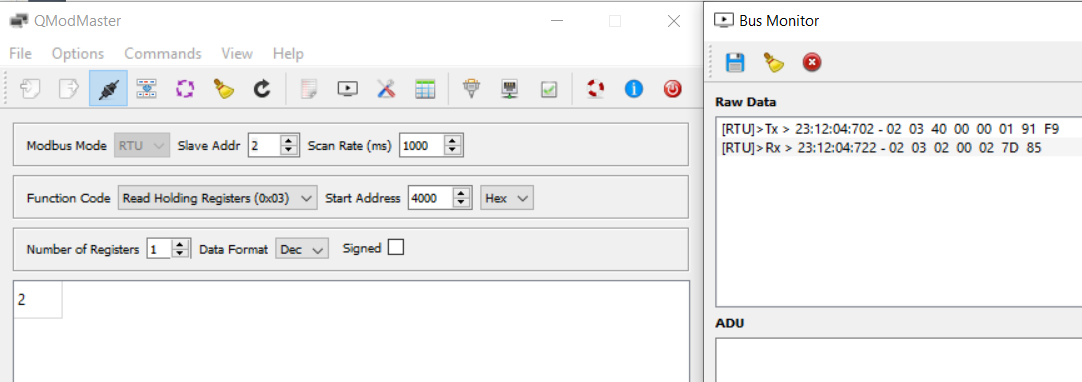 QModMaster
File Options Commands View Help
Modbus Mode RTU Slave Addr 2 Scan Rate (ms) 1000
Function Code Read Holding Registers (0x03) Start Address 4000 Hex
Number of Registers 1 Data Format Dec Signed
2
Bus Monitor
Raw Data
[RTU]>Tx > 23:12:04:702 - 02 03 40 00 00 01 91 F9
[RTU]>Rx > 23:12:04:722 - 02 03 02 00 02 7D 85
ADU